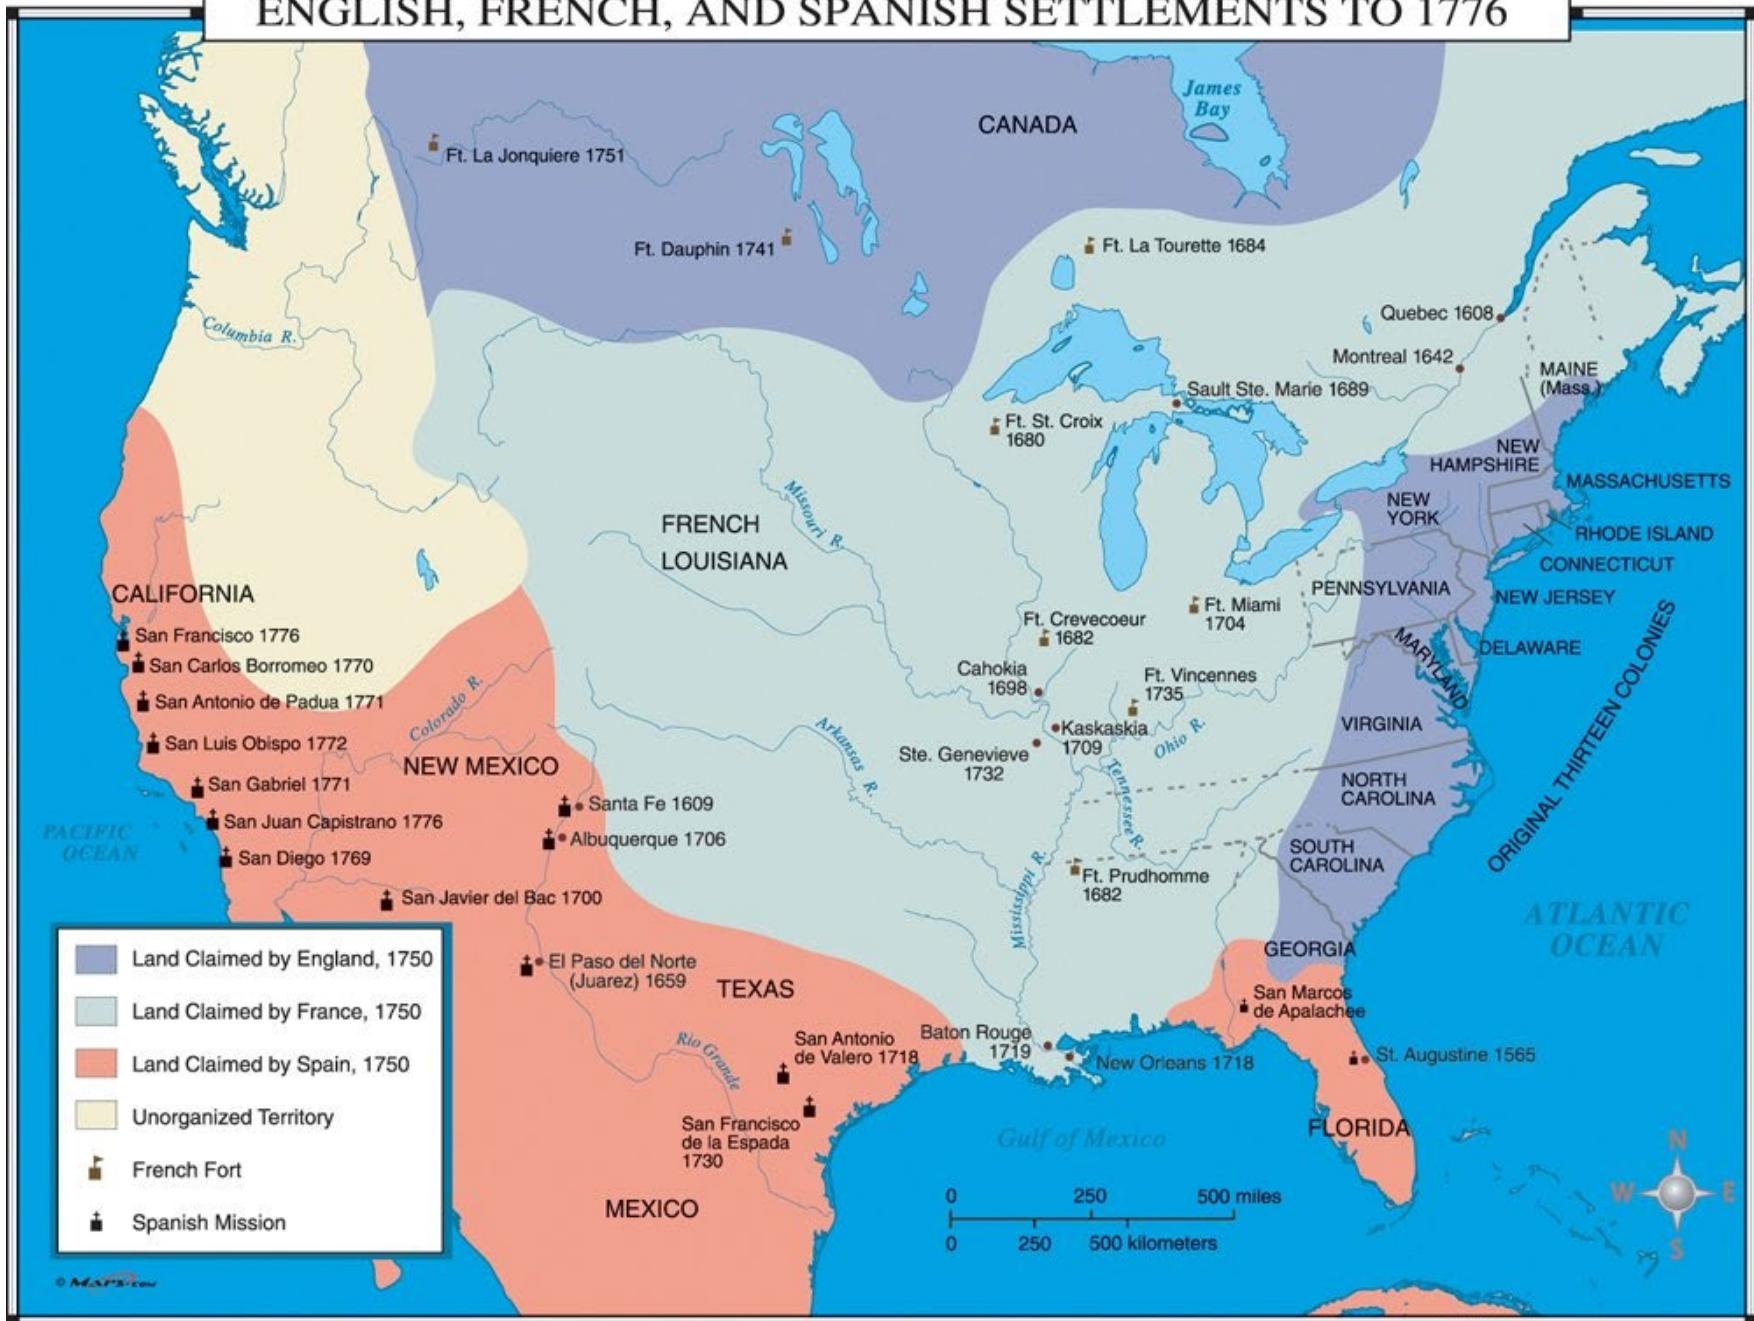 ENGLISH, FRENCH, AND SPANISH SETTLEMENTS TO 1776
James
Bay
CANADA
Ft. La Jonquiere 1751
Ft. Dauphin 1741
Ft. La Tourette 1684
Quebec 1608
Columbia R.
Montreal 1642
MAINE
(Mass.)
Sault Ste. Marie 1689
Ft. St. Croix
1680
NEW
HAMPSHIRE
MASSACHUSETTS
Missouri R.
NEW
YORK
FRENCH
LOUISIANA
RHODE ISLAND
CONNECTICUT
PENNSYLVANIA
NEW JERSEY
CALIFORNIA
Ft. Miami
1704
Ft. Crevecoeur
1682
San Francisco 1776
MARYLAND
DELAWARE
ORIGINAL THIRTEEN COLONIES
San Carlos Borromeo 1770
Cahokia
1698
Ft. Vincennes
1735
San Antonio de Padua 1771
Colorado R.
Kaskaskia
1709
VIRGINIA
San Luis Obispo 1772
Arkansas R.
Ste. Genevieve
1732
Ohio R.
NEW MEXICO
San Gabriel 1771
Tennessee R.
NORTH
CAROLINA
Santa Fe 1609
San Juan Capistrano 1776
Albuquerque 1706
PACIFIC
OCEAN
San Diego 1769
SOUTH
CAROLINA
Mississippi R.
Ft. Prudhomme
1682
San Javier del Bac 1700
ATLANTIC
OCEAN
GEORGIA
El Paso del Norte
(Juarez) 1659
TEXAS
San Marcos
de Apalachee
Rio Grande
San Antonio
de Valero 1718
Baton Rouge
1719
New Orleans 1718
St. Augustine 1565
San Francisco
de la Espada
1730
Gulf of Mexico
FLORIDA
MEXICO
Land Claimed by England, 1750
Land Claimed by France, 1750
Land Claimed by Spain, 1750
Unorganized Territory
French Fort
Spanish Mission
0 250 500 miles
0 250 500 kilometers
N
W E
S
© MAPS.com